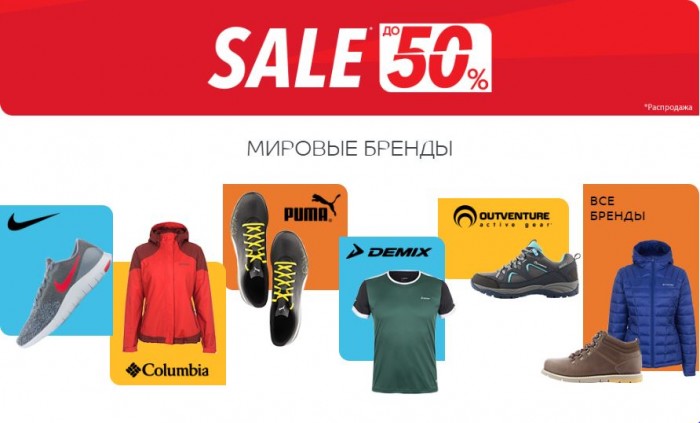 SALE* ДО 50%
*Распродажа
МИРОВЫЕ БРЕНДЫ
PUMA
DEMIX
OUTVENTURE
active gear
ВСЕ
БРЕНДЫ
Columbia